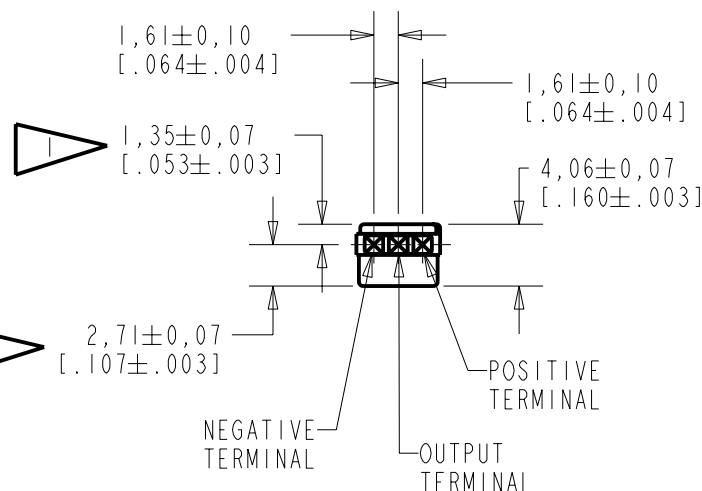 1,61±0,10
[.064±.004]
1,61±0,10
[.064±.004]
1
1,35±0,07
[.053±.003]
4,06±0,07
[.160±.003]
2,71±0,07
[.107±.003]
POSITIVE
TERMINAL
NEGATIVE
TERMINAL
OUTPUT
TERMINAL